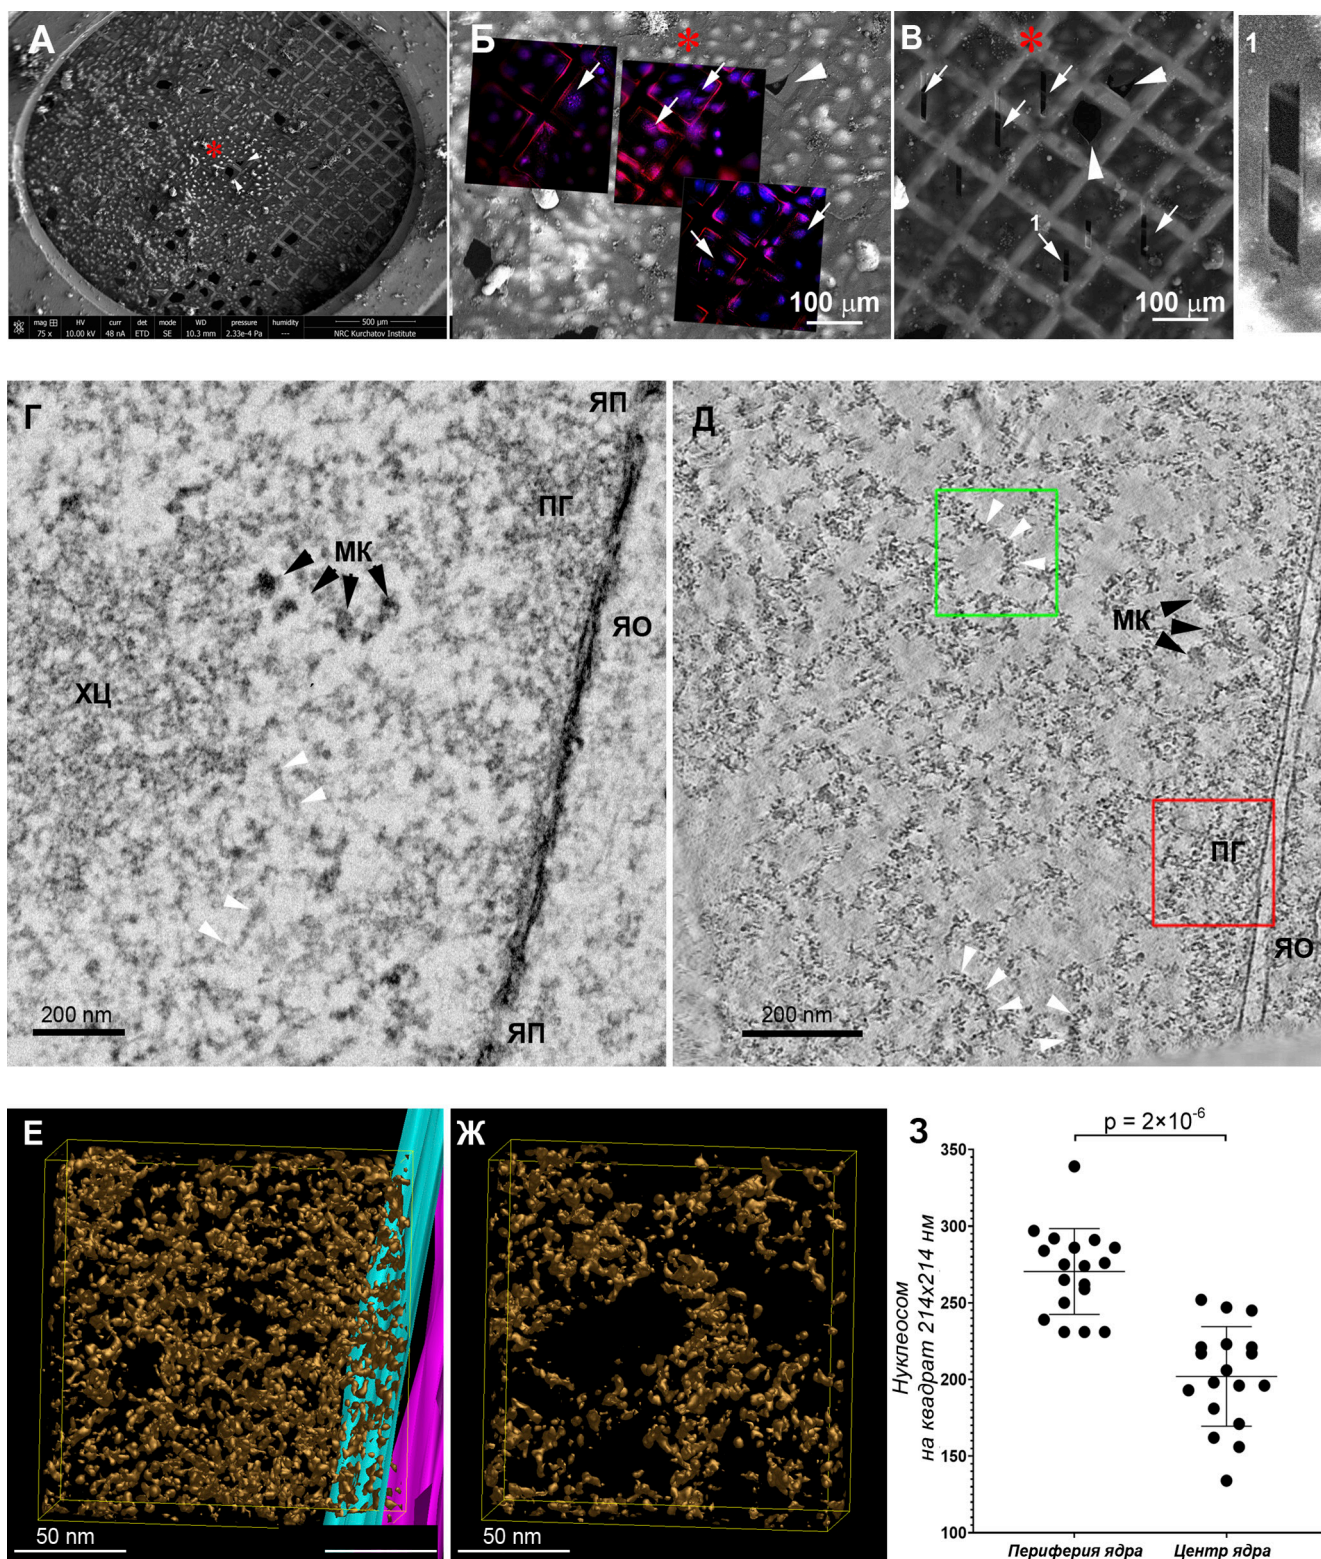 А
mag HV curr det mode WD pressure humidity 500 µm
75 x 10.00 kV 48 nA ETD SE 10.3 mm 2.33e-4 Pa --- NRC Kurchatov Institute
Б
*
100 µm
В
*
1
100 µm
1
Г
ЯП
ПГ
МК
ЯО
ХЦ
200 nm
ЯП
Д
МК
ПГ
ЯО
200 nm
Е
50 nm
Ж
50 nm
З
p = 2×10⁻⁶
Нуклеосом
на квадрат 214x214 нм
350
300
250
200
150
100
Периферия ядра
Центр ядра